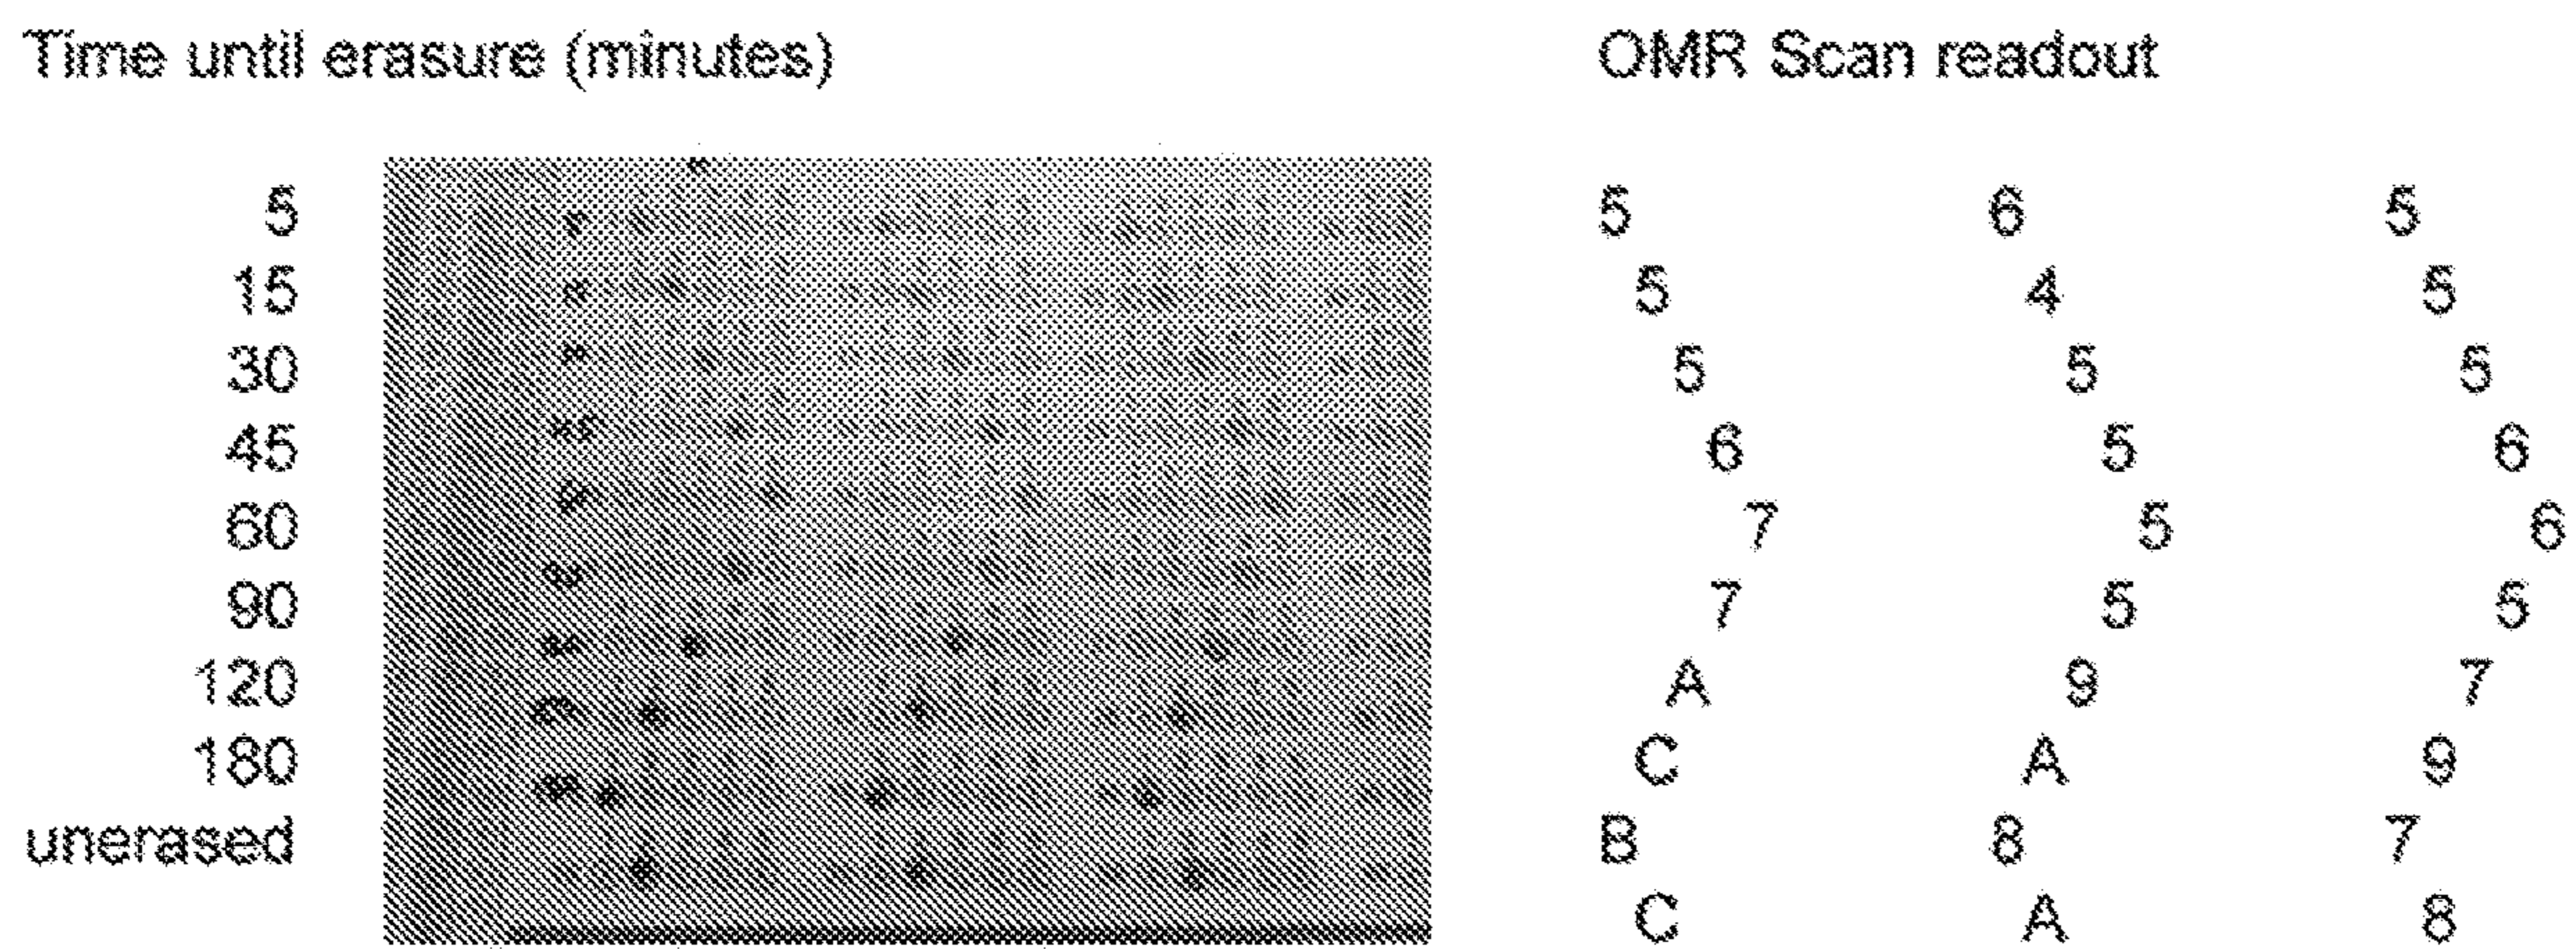 Time until erasure (minutes) OMR Scan readout
5 5 6 5
15 5 4 5
30 5 5 5
45 6 5 6
60 7 5 6
90 7 5 5
120 A 9 7
180 C A 9
unerased B 8 7
C A 8